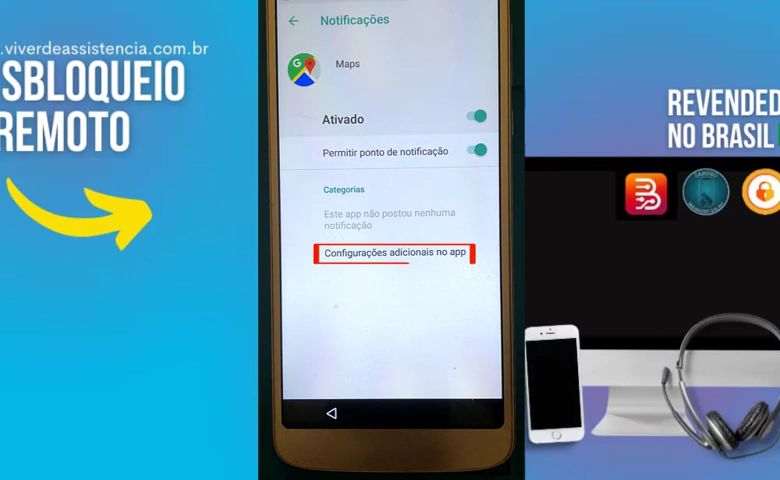 .viverdeassistencia.com.br
SBLOQUEIO
REMOTO
Notificações
Maps
Ativado
Permitir ponto de notificação
Categorias
Este app não postou nenhuma
notificação
Configurações adicionais no app
REVENDED
NO BRASIL